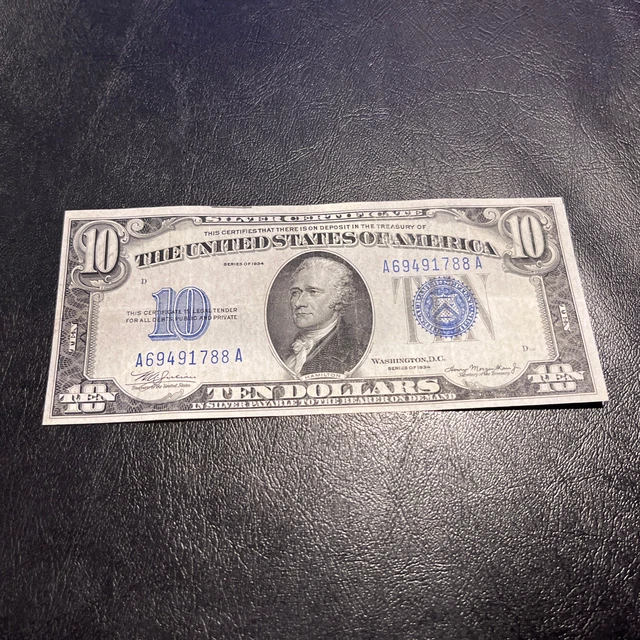 SILVER CERTIFICATE
THIS CERTIFIES THAT THERE IS ON DEPOSIT IN THE TREASURY OF
10 THE UNITED STATES OF AMERICA 10
SERIES OF 1934
A69491788A
D
10
THIS CERTIFICATE IS LEGAL TENDER
FOR ALL DEBTS, PUBLIC AND PRIVATE
TEN
TEN
TEN
A69491788A
D
WASHINGTON, D.C.
SERIES OF 1934
HAMILTON
TEN
TEN DOLLARS
TEN
IN SILVER PAYABLE TO THE BEARER ON DEMAND